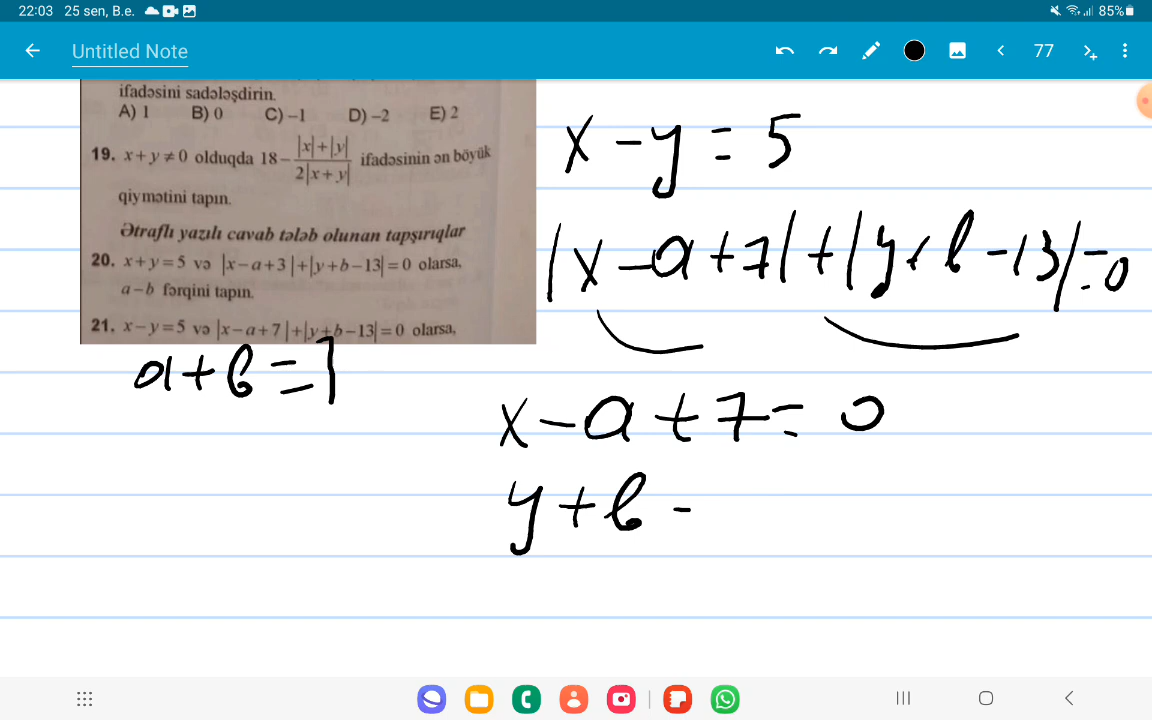 22:03 25 sen, B.e. 85%
Untitled Note
77
ifadəsini sadələşdirin.
A) 1 B) 0 C) −1 D) −2 E) 2
19. x+y≠0 olduqda 18− |x|+|y| / 2|x+y| ifadəsinin ən böyük
qiymətini tapın.
Ətraflı yazılı cavab tələb olunan tapşırıqlar
20. x+y=5 və |x−a+3|+|y+b−13|=0 olarsa,
a−b fərqini tapın.
21. x−y=5 və |x−a+7|+|y+b−13|=0 olarsa,
a+b=
x−y=5
|x−a+7|+|y+b−13|=0
x−a+7=0
y+b-